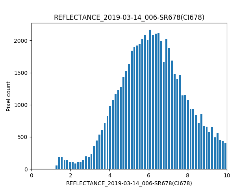 REFLECTANCE_2019-03-14_006-SR678(CI678)
Pixel count
2000
1500
1000
500
0
0 2 4 6 8 10
REFLECTANCE_2019-03-14_006-SR678(CI678)